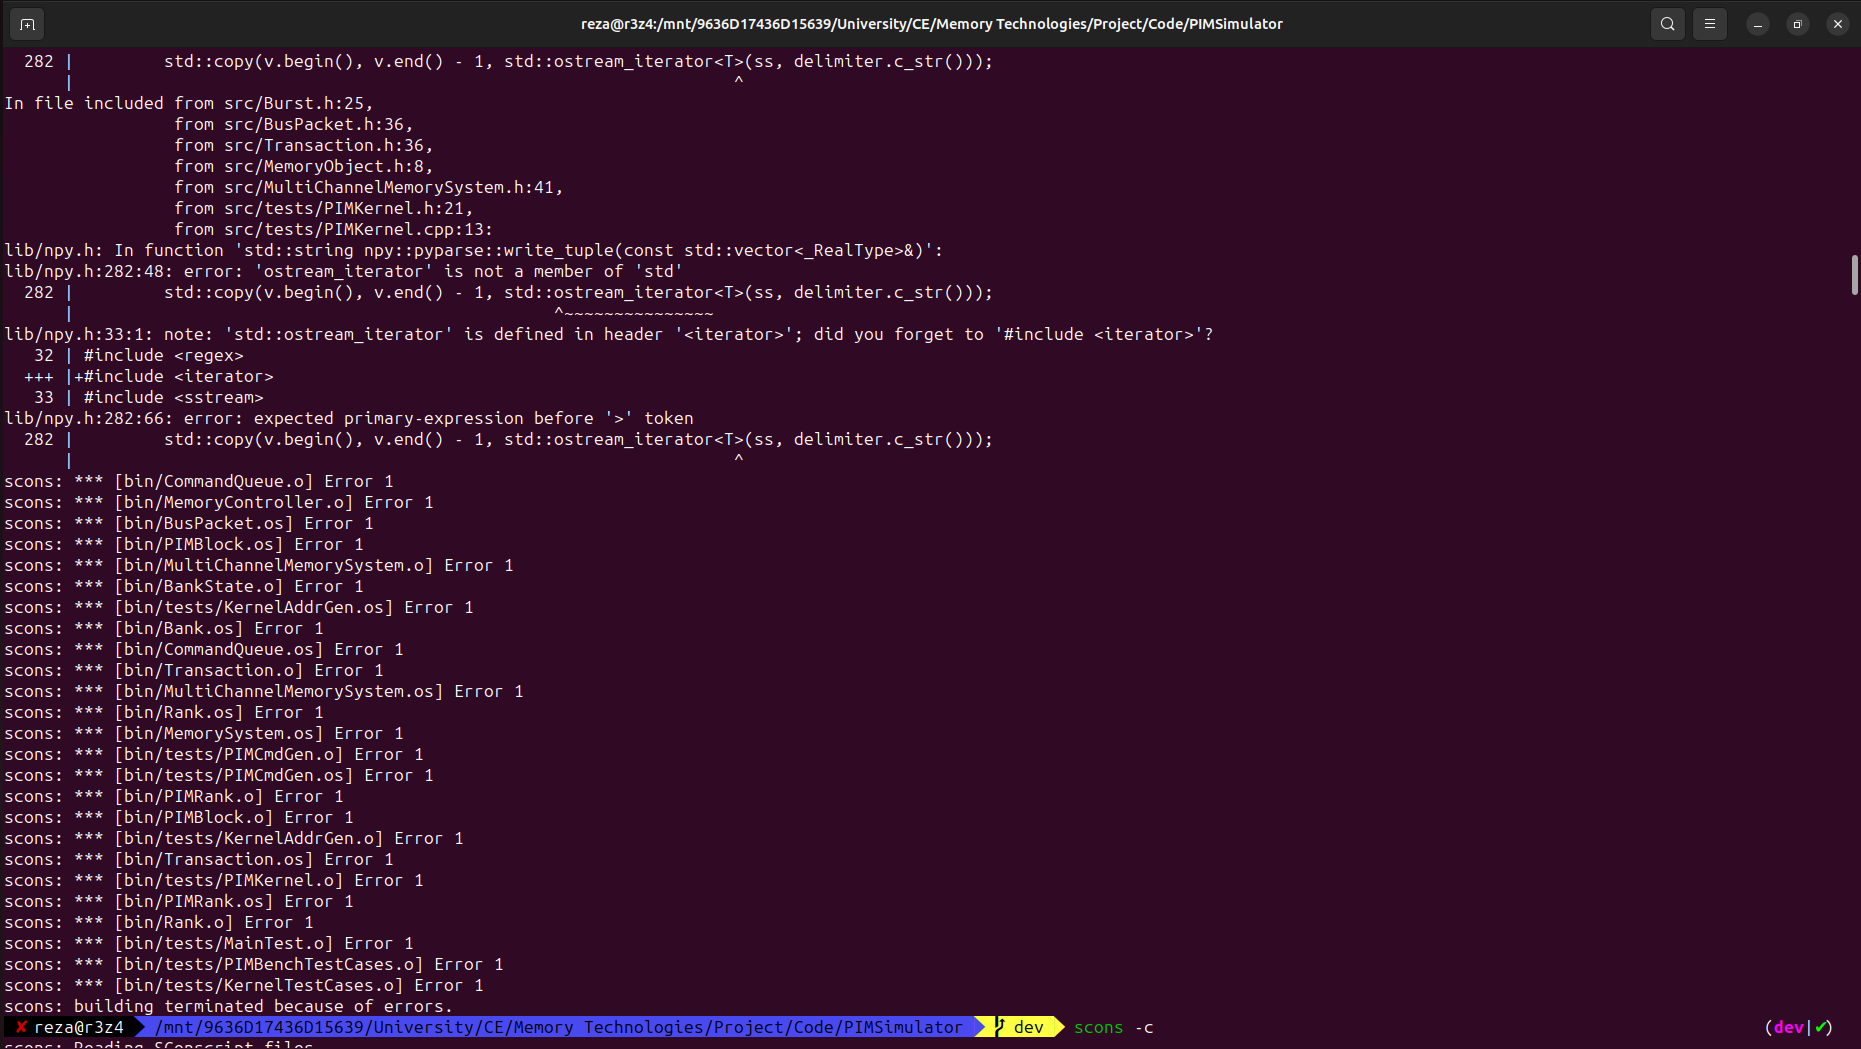 reza@r3z4:/mnt/9636D17436D15639/University/CE/Memory Technologies/Project/Code/PIMSimulator
  282 |         std::copy(v.begin(), v.end() - 1, std::ostream_iterator<T>(ss, delimiter.c_str()));
      |                                                                  ^
In file included from src/Burst.h:25,
                 from src/BusPacket.h:36,
                 from src/Transaction.h:36,
                 from src/MemoryObject.h:8,
                 from src/MultiChannelMemorySystem.h:41,
                 from src/tests/PIMKernel.h:21,
                 from src/tests/PIMKernel.cpp:13:
lib/npy.h: In function 'std::string npy::pyparse::write_tuple(const std::vector<_RealType>&)':
lib/npy.h:282:48: error: 'ostream_iterator' is not a member of 'std'
  282 |         std::copy(v.begin(), v.end() - 1, std::ostream_iterator<T>(ss, delimiter.c_str()));
      |                                                ^~~~~~~~~~~~~~~~
lib/npy.h:33:1: note: 'std::ostream_iterator' is defined in header '<iterator>'; did you forget to '#include <iterator>'?
   32 | #include <regex>
  +++ |+#include <iterator>
   33 | #include <sstream>
lib/npy.h:282:66: error: expected primary-expression before '>' token
  282 |         std::copy(v.begin(), v.end() - 1, std::ostream_iterator<T>(ss, delimiter.c_str()));
      |                                                                  ^
scons: *** [bin/CommandQueue.o] Error 1
scons: *** [bin/MemoryController.o] Error 1
scons: *** [bin/BusPacket.os] Error 1
scons: *** [bin/PIMBlock.os] Error 1
scons: *** [bin/MultiChannelMemorySystem.o] Error 1
scons: *** [bin/BankState.o] Error 1
scons: *** [bin/tests/KernelAddrGen.os] Error 1
scons: *** [bin/Bank.os] Error 1
scons: *** [bin/CommandQueue.os] Error 1
scons: *** [bin/Transaction.o] Error 1
scons: *** [bin/MultiChannelMemorySystem.os] Error 1
scons: *** [bin/Rank.os] Error 1
scons: *** [bin/MemorySystem.os] Error 1
scons: *** [bin/tests/PIMCmdGen.o] Error 1
scons: *** [bin/tests/PIMCmdGen.os] Error 1
scons: *** [bin/PIMRank.o] Error 1
scons: *** [bin/PIMBlock.o] Error 1
scons: *** [bin/tests/KernelAddrGen.o] Error 1
scons: *** [bin/Transaction.os] Error 1
scons: *** [bin/tests/PIMKernel.o] Error 1
scons: *** [bin/PIMRank.os] Error 1
scons: *** [bin/Rank.o] Error 1
scons: *** [bin/tests/MainTest.o] Error 1
scons: *** [bin/tests/PIMBenchTestCases.o] Error 1
scons: *** [bin/tests/KernelTestCases.o] Error 1
scons: building terminated because of errors.
✘ reza@r3z4 /mnt/9636D17436D15639/University/CE/Memory Technologies/Project/Code/PIMSimulator dev scons -c (dev|✔)
scons: Reading SConscript files